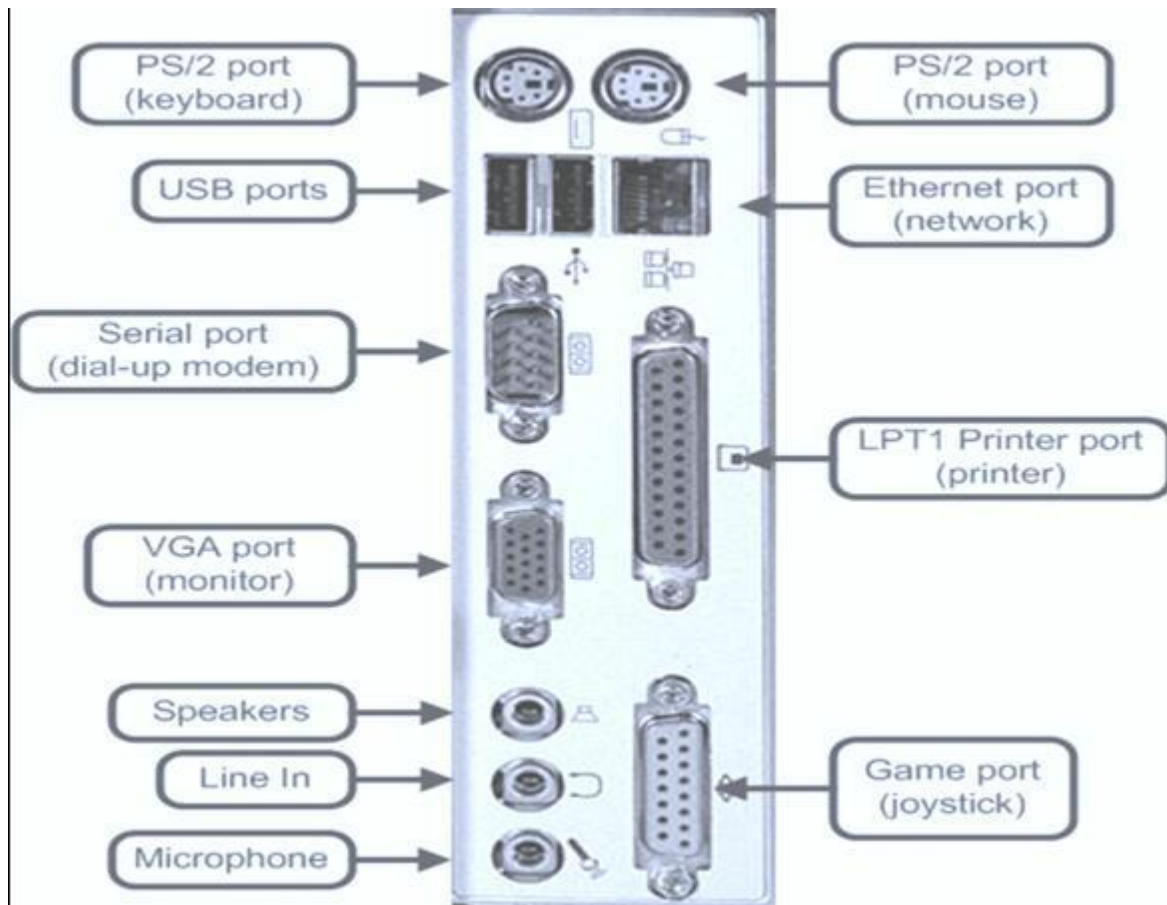 PS/2 port
(keyboard)
PS/2 port
(mouse)
USB ports
Ethernet port
(network)
Serial port
(dial-up modem)
LPT1 Printer port
(printer)
VGA port
(monitor)
Speakers
Line In
Game port
(joystick)
Microphone